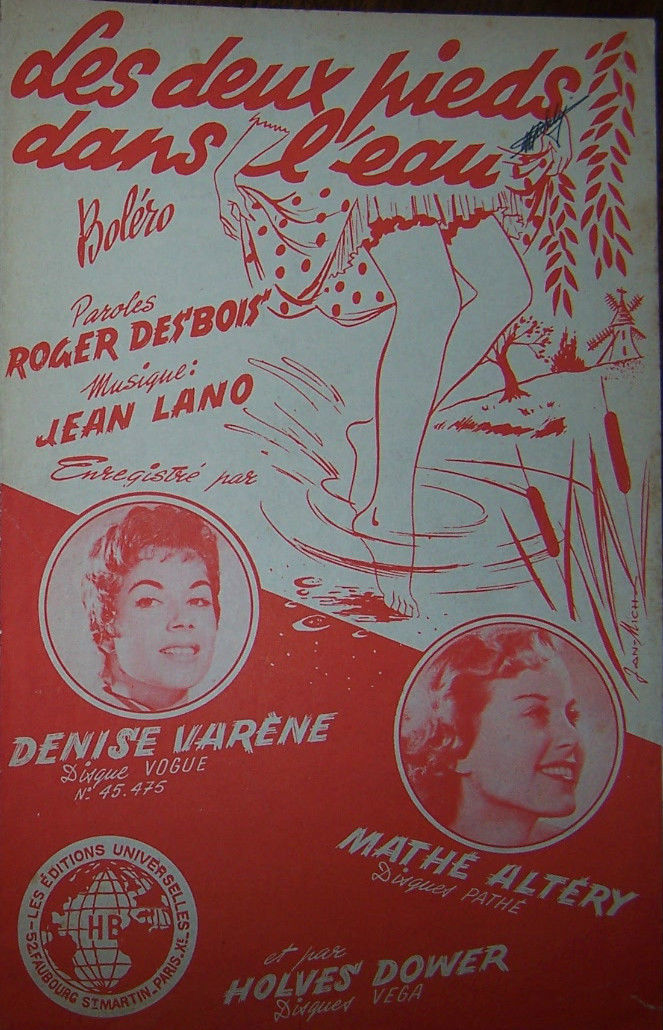 Les deux pieds
dans l'eau
Boléro
Paroles
ROGER DESBOIS
Musique:
JEAN LANO
Enregistré par
JEAN-MICHEL
DENISE VARÈNE
Disque VOGUE
N° 45.475
MATHÉ ALTÉRY
Disques PATHÉ
LES ÉDITIONS UNIVERSELLES
52 FAUBOURG ST MARTIN-PARIS-Xe
HB
et par
HOLVES DOWER
Disques VEGA